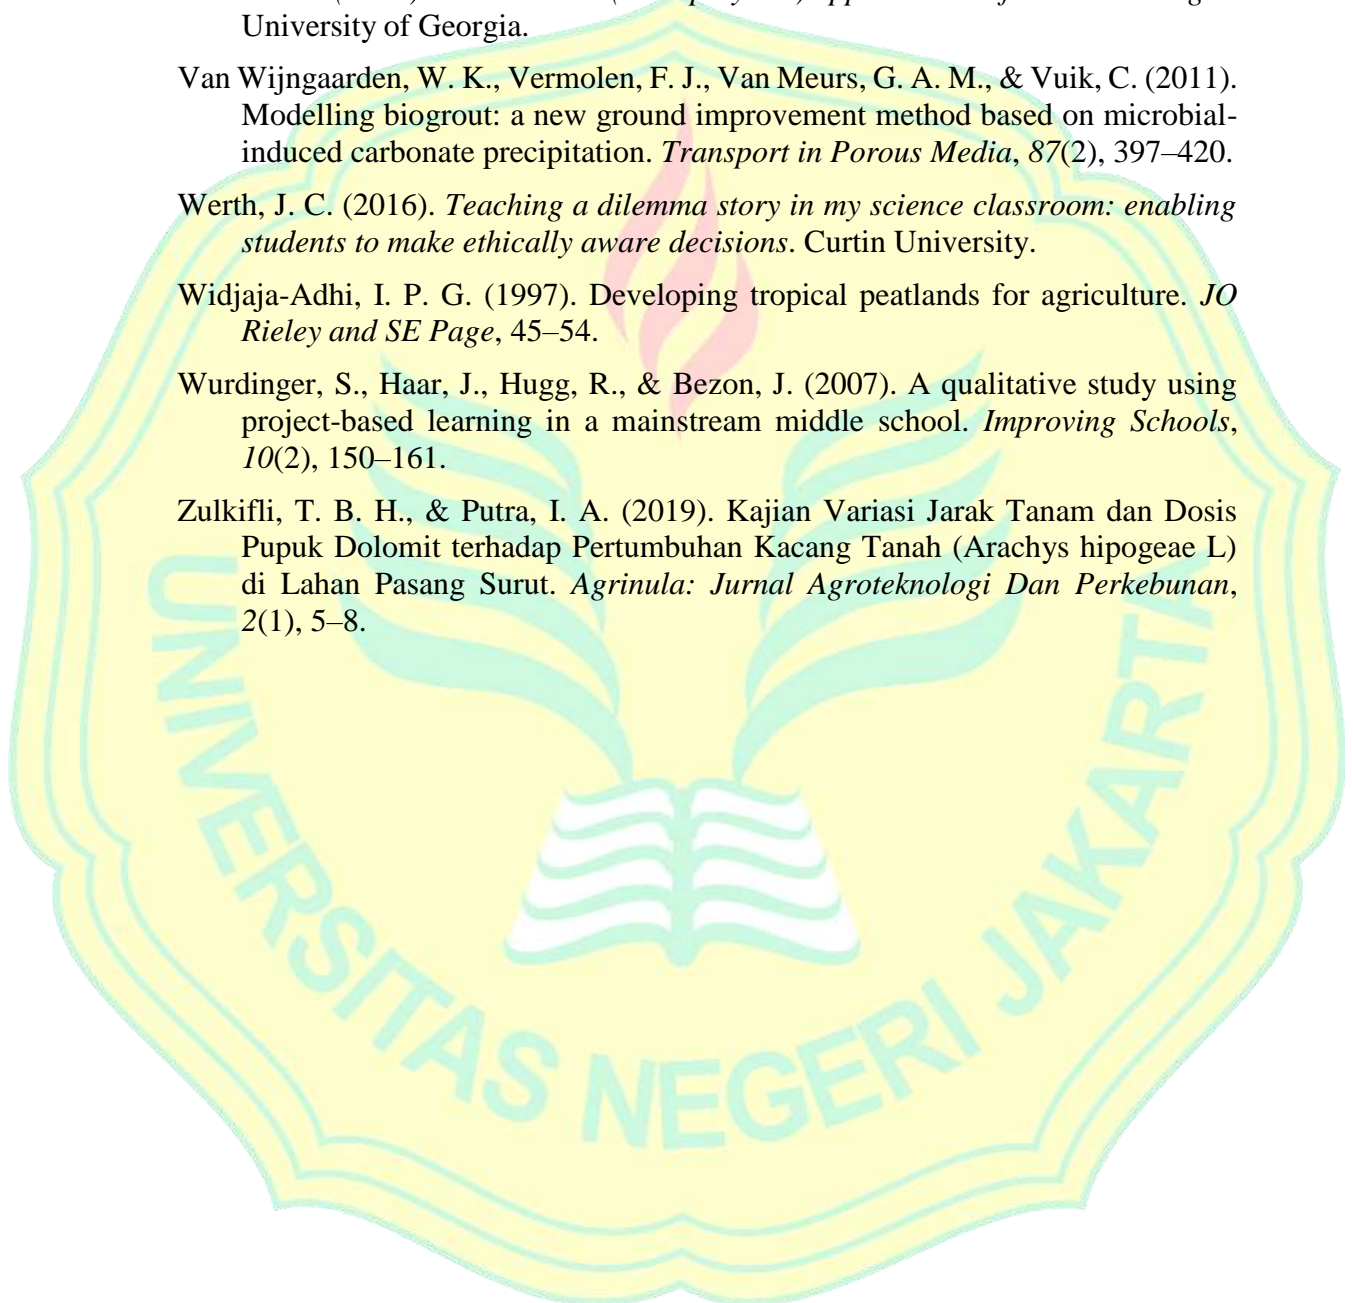 University of Georgia.
Van Wijngaarden, W. K., Vermolen, F. J., Van Meurs, G. A. M., & Vuik, C. (2011).
Modelling biogrout: a new ground improvement method based on microbial-
induced carbonate precipitation. Transport in Porous Media, 87(2), 397–420.
Werth, J. C. (2016). Teaching a dilemma story in my science classroom: enabling
students to make ethically aware decisions. Curtin University.
Widjaja-Adhi, I. P. G. (1997). Developing tropical peatlands for agriculture. JO
Rieley and SE Page, 45–54.
Wurdinger, S., Haar, J., Hugg, R., & Bezon, J. (2007). A qualitative study using
project-based learning in a mainstream middle school. Improving Schools,
10(2), 150–161.
Zulkifli, T. B. H., & Putra, I. A. (2019). Kajian Variasi Jarak Tanam dan Dosis
Pupuk Dolomit terhadap Pertumbuhan Kacang Tanah (Arachys hipogeae L)
di Lahan Pasang Surut. Agrinula: Jurnal Agroteknologi Dan Perkebunan,
2(1), 5–8.
UNIVERSITAS NEGERI JAKARTA